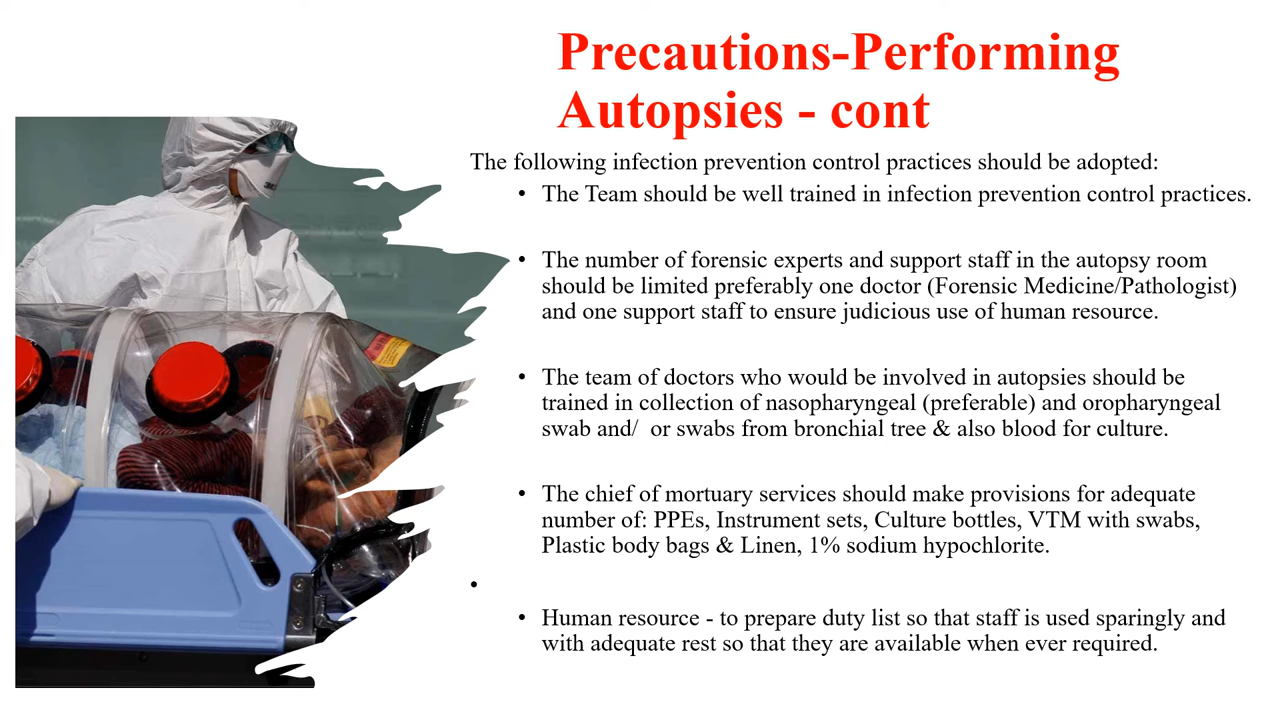 Precautions-Performing
Autopsies - cont
The following infection prevention control practices should be adopted:
• The Team should be well trained in infection prevention control practices.
• The number of forensic experts and support staff in the autopsy room
should be limited preferably one doctor (Forensic Medicine/Pathologist)
and one support staff to ensure judicious use of human resource.
• The team of doctors who would be involved in autopsies should be
trained in collection of nasopharyngeal (preferable) and oropharyngeal
swab and/  or swabs from bronchial tree & also blood for culture.
• The chief of mortuary services should make provisions for adequate
number of: PPEs, Instrument sets, Culture bottles, VTM with swabs,
Plastic body bags & Linen, 1% sodium hypochlorite.
•
• Human resource - to prepare duty list so that staff is used sparingly and
with adequate rest so that they are available when ever required.